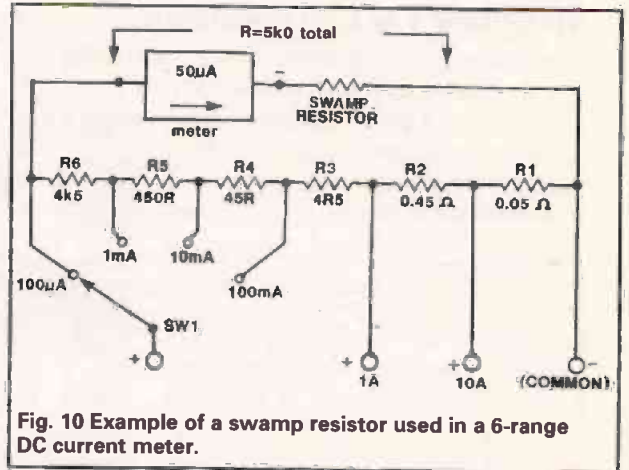 R=5k0 total
50µA
meter
−
SWAMP
RESISTOR
R6
4k5
R5
450R
R4
45R
R3
4R5
R2
0.45 Ω
R1
0.05 Ω
1mA
10mA
100mA
100µA
SW1
+
+
1A
+
10A
−
(COMMON)
Fig. 10 Example of a swamp resistor used in a 6-range
DC current meter.